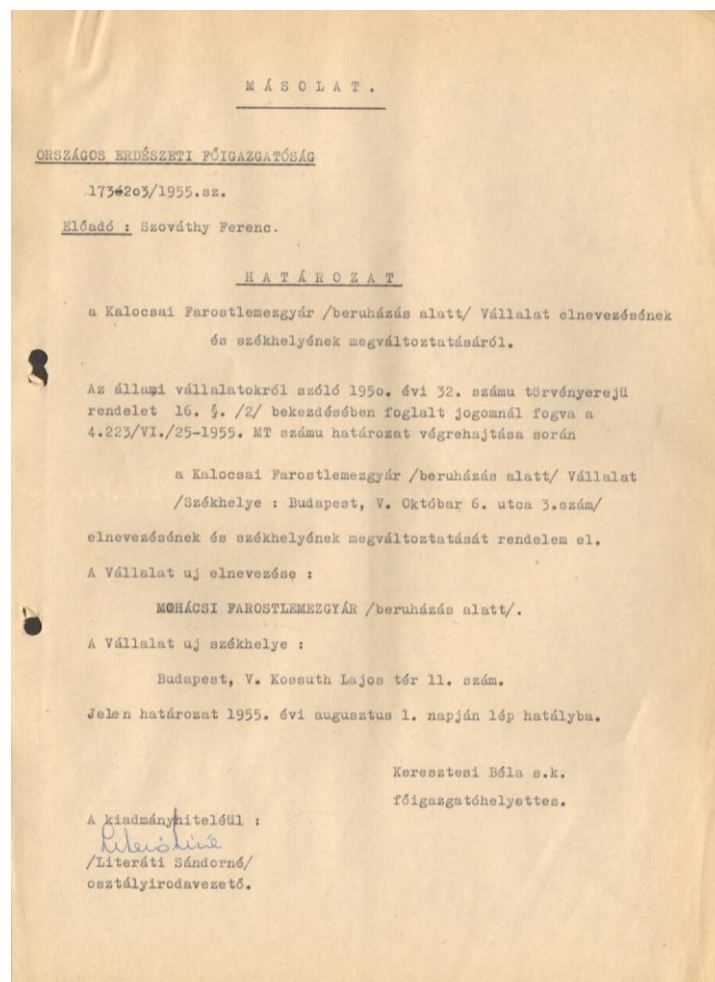 MÁSOLAT.
ORSZÁGOS ERDÉSZETI FŐIGAZGATÓSÁG
Előadó : Szováthy Ferenc.
HATÁROZAT
a Kalocsai Farostlemezgyár /beruházás alatt/ Vállalat elnevezésének
és székhelyének megváltoztatásáról.
Az állami vállalatokról szóló 195o. évi 32. számu törvényerejü
rendelet 16. §. /2/ bekezdésében foglalt jogomnál fogva a
4.223/VI./25-1955. MT számu határozat végrehajtása során
a Kalocsai Farostlemezgyár /beruházás alatt/ Vállalat
/Székhelye : Budapest, V. Október 6. utca 3.szám/
elnevezésének és székhelyének megváltoztatását rendelem el.
A Vállalat uj elnevezése :
MOHÁCSI FAROSTLEMEZGYÁR /beruházás alatt/.
A Vállalat uj székhelye :
Budapest, V. Kossuth Lajos tér 11. szám.
Jelen határozat 1955. évi augusztus 1. napján lép hatályba.
Keresztesi Béla s.k.
főigazgatóhelyettes.
A kiadmány hiteléül :
/Literáti Sándorné/
osztályirodavezető.